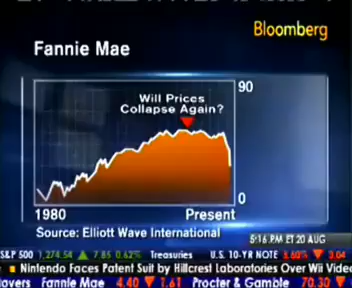 Bloomberg
Fannie Mae
90
Will Prices
Collapse Again?
0
1980 Present
Source: Elliott Wave International
5:16 PM ET 20 AUG
S&P 500 1,274.54 ▲ 7.85 0.62% Treasuries U.S. 10-YR NOTE 3.04
Nintendo Faces Patent Suit by Hillcrest Laboratories Over Wii Video
overs Fannie Mae 4.40 ▼ 1.61 Procter & Gamble 70.30 ▼